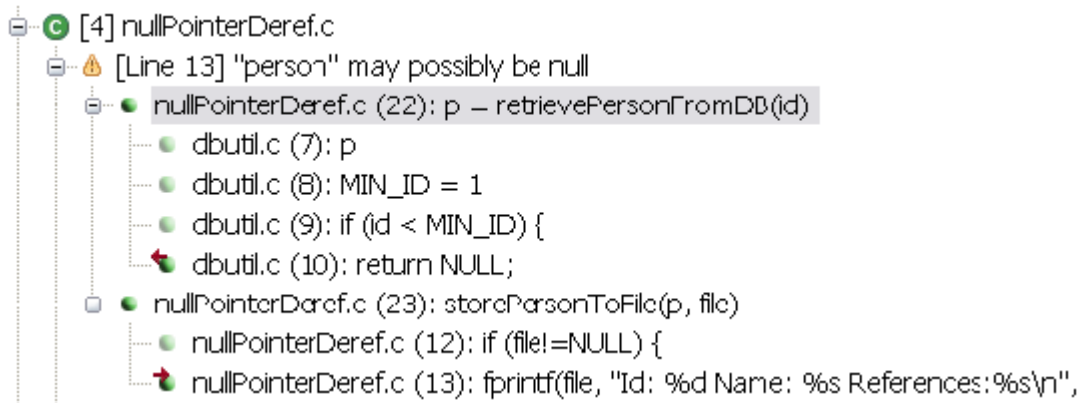 [4] nullPointerDeref.c
[Line 13] "person" may possibly be null
nullPointerDeref.c (22): p = retrievePersonFromDB(id)
dbutil.c (7): p
dbutil.c (8): MIN_ID = 1
dbutil.c (9): if (id < MIN_ID) {
dbutil.c (10): return NULL;
nullPointerDeref.c (23): storePersonToFile(p, file)
nullPointerDeref.c (12): if (file!=NULL) {
nullPointerDeref.c (13): fprintf(file, "Id: %d Name: %s References:%s\n",